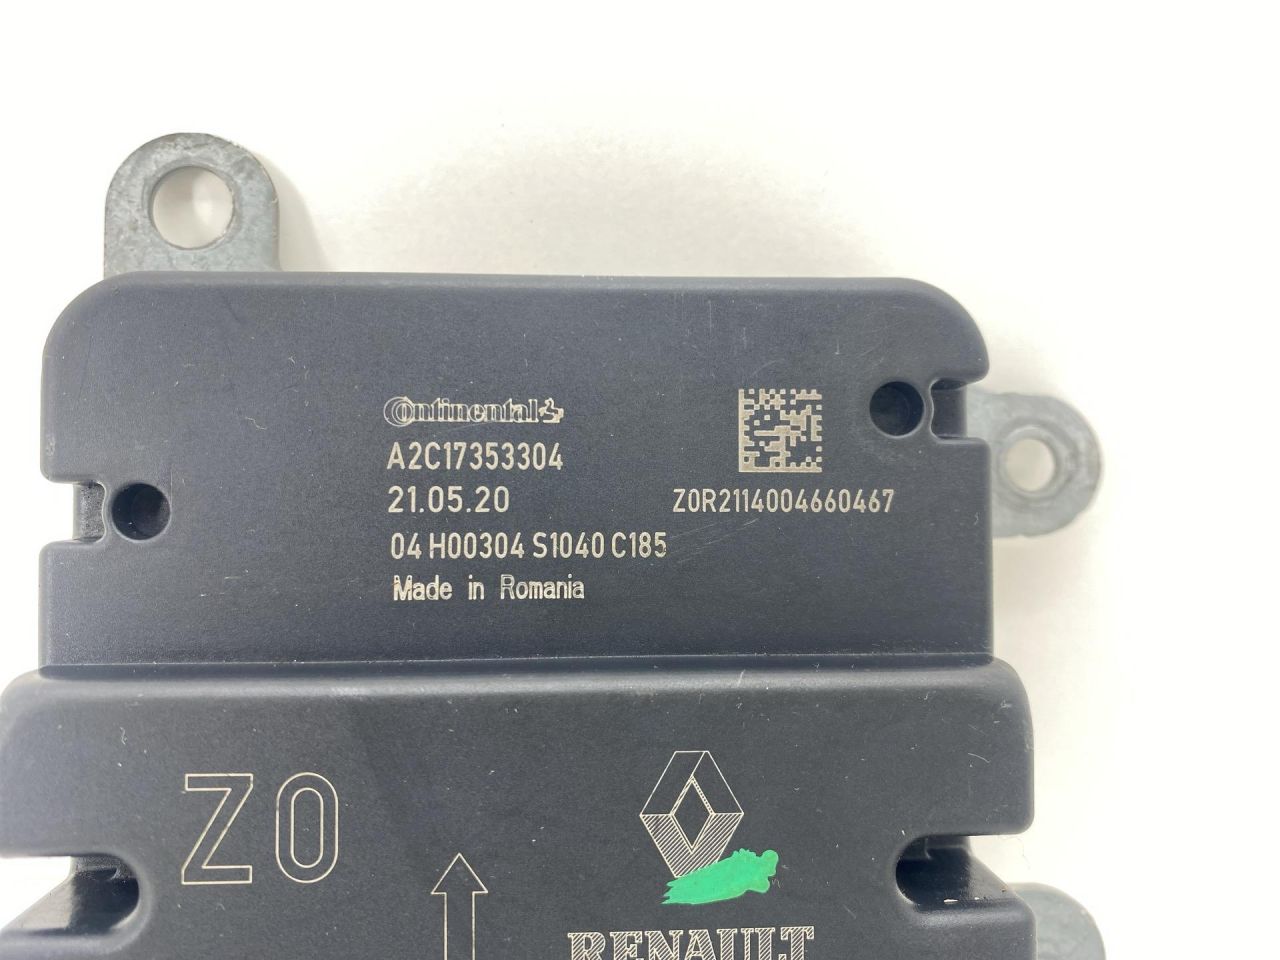 Continental
A2C17353304
21.05.20
Z0R2114004660467
04 H00304 S1040 C185
Made in Romania
Z0
RENAULT